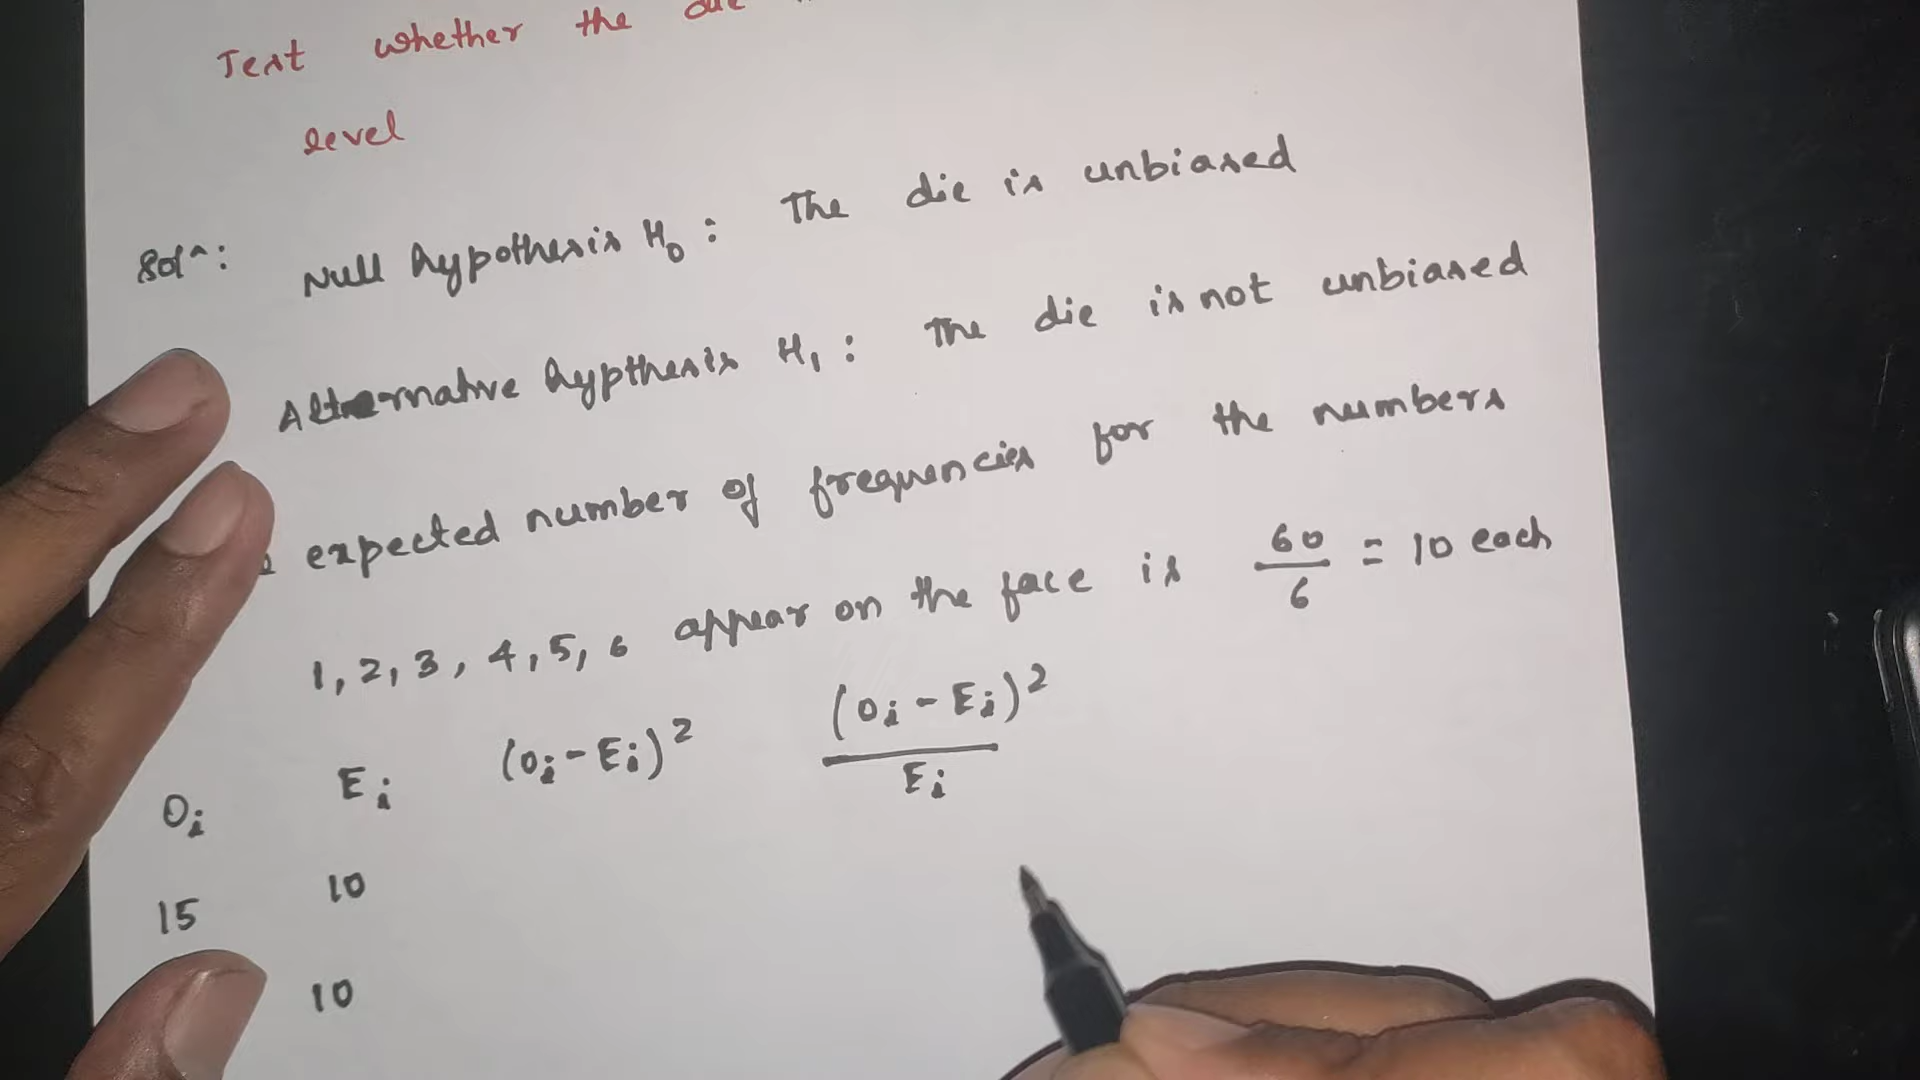 Test whether the die
level
Soln: Null hypothesis H₀ : The die is unbiased
Alternative hypthesis H₁ : The die is not unbiased
expected number of frequencies for the numbers
1, 2, 3, 4, 5, 6 appear on the face is 60/6 = 10 each
Oᵢ Eᵢ (Oᵢ - Eᵢ)² (Oᵢ - Eᵢ)²/Eᵢ
15 10
10